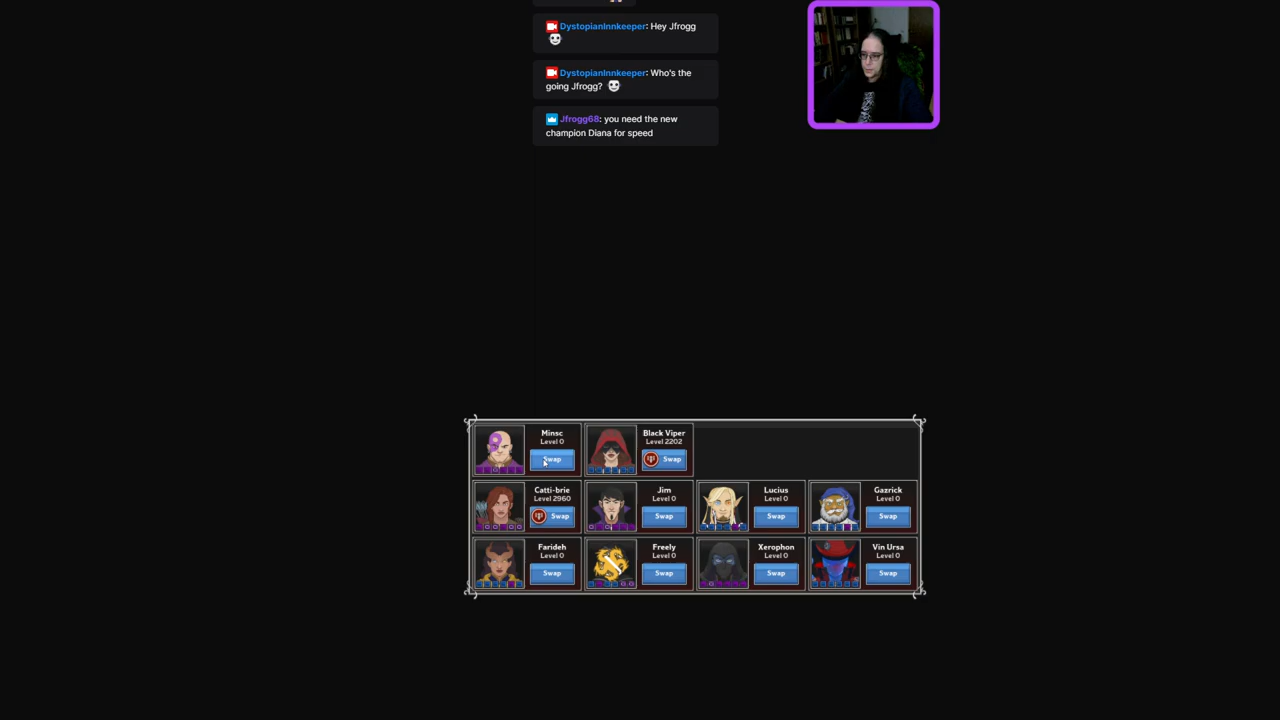 DystopianInnkeeper: Hey Jfrogg
DystopianInnkeeper: Who's the
going Jfrogg?
Jfrogg68: you need the new
champion Diana for speed
Minsc
Level 0
Swap
Black Viper
Level 2202
Swap
Catti-brie
Level 2960
Swap
Jim
Level 0
Swap
Lucius
Level 0
Swap
Gazrick
Level 0
Swap
Farideh
Level 0
Swap
Freely
Level 0
Swap
Xerophon
Level 0
Swap
Vin Ursa
Level 0
Swap